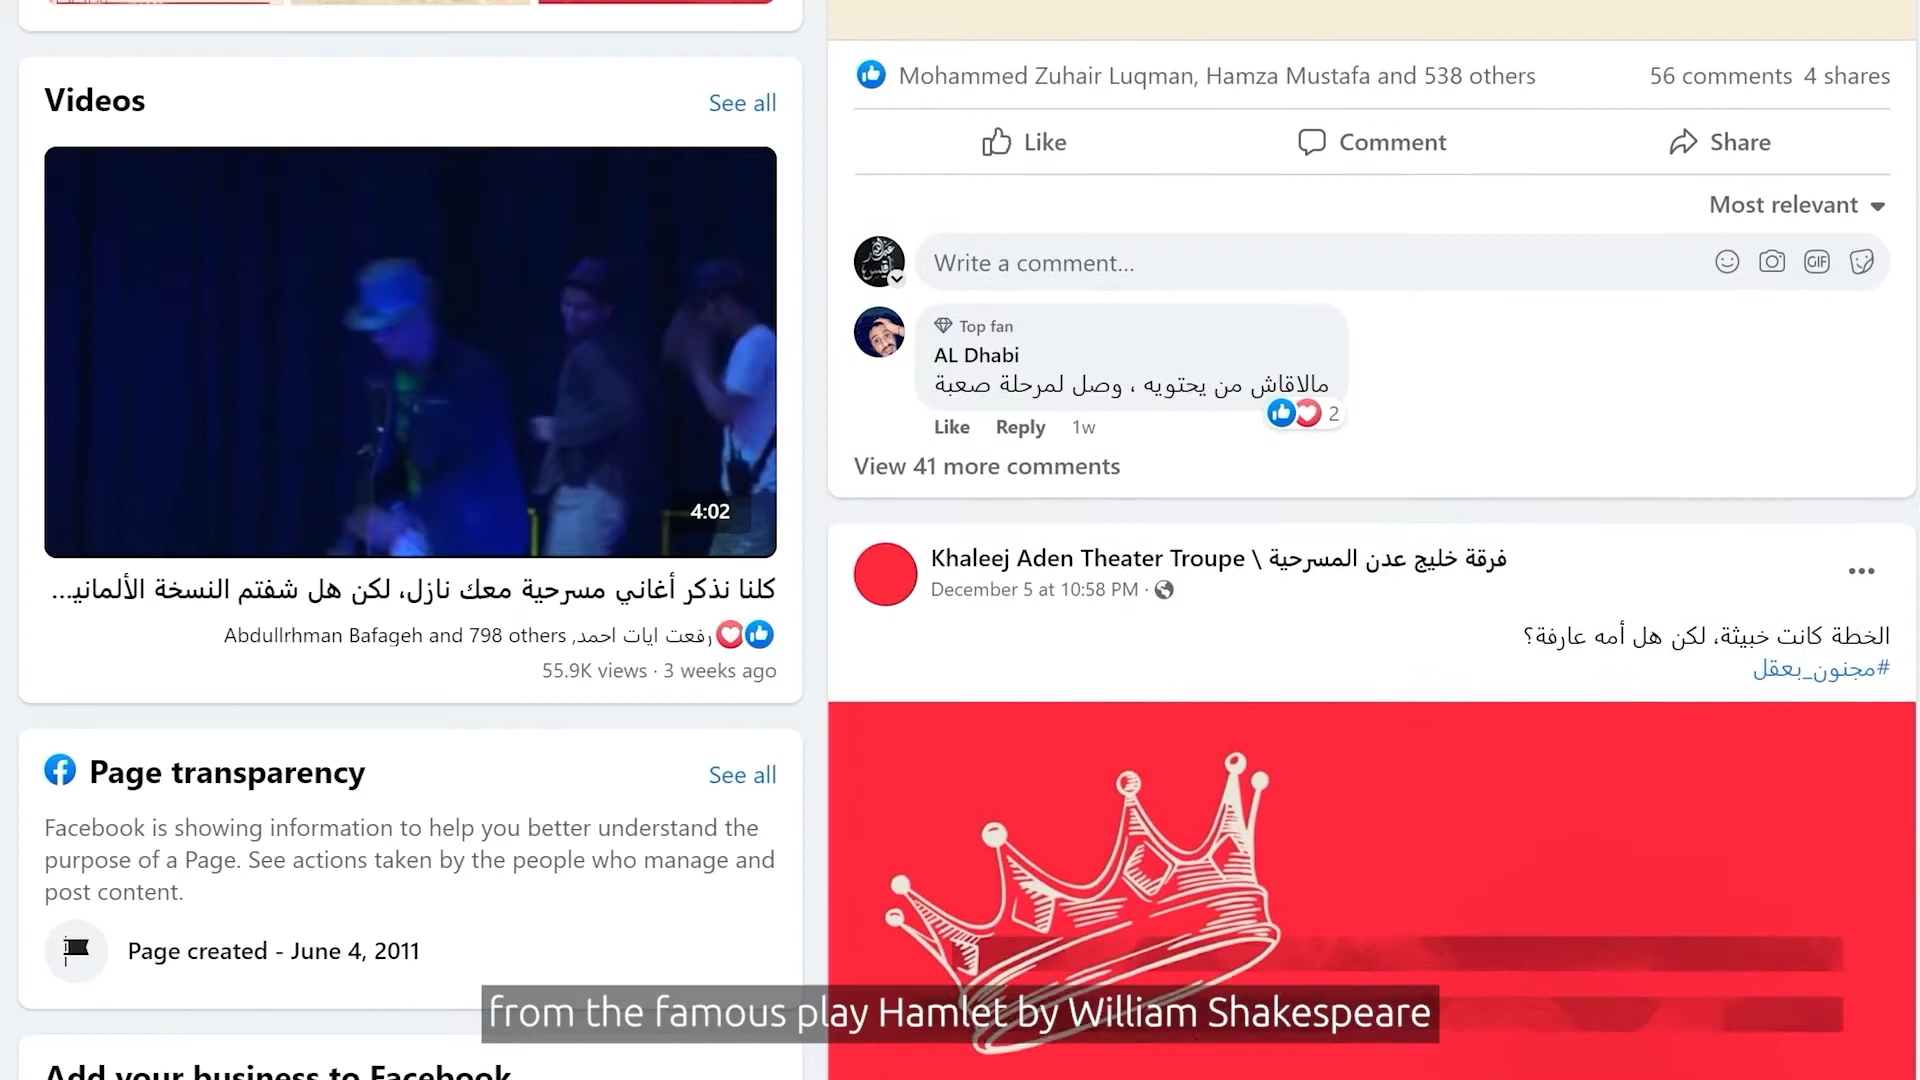 Videos
See all
4:02
كلنا نذكر أغاني مسرحية معك نازل، لكن هل شفتم النسخة الألمانيـ...
رفعت ايات احمد, Abdullrhman Bafageh and 798 others
55.9K views · 3 weeks ago
Page transparency
See all
Facebook is showing information to help you better understand the
purpose of a Page. See actions taken by the people who manage and
post content.
Page created - June 4, 2011
Add your business to Facebook
Mohammed Zuhair Luqman, Hamza Mustafa and 538 others
56 comments 4 shares
Like
Comment
Share
Most relevant
Write a comment...
GIF
Top fan
AL Dhabi
مالاقاش من يحتويه ، وصل لمرحلة صعبة
2
Like Reply 1w
View 41 more comments
Khaleej Aden Theater Troupe \ فرقة خليج عدن المسرحية
December 5 at 10:58 PM ·
الخطة كانت خبيثة، لكن هل أمه عارفة؟
#مجنون_بعقل
from the famous play Hamlet by William Shakespeare